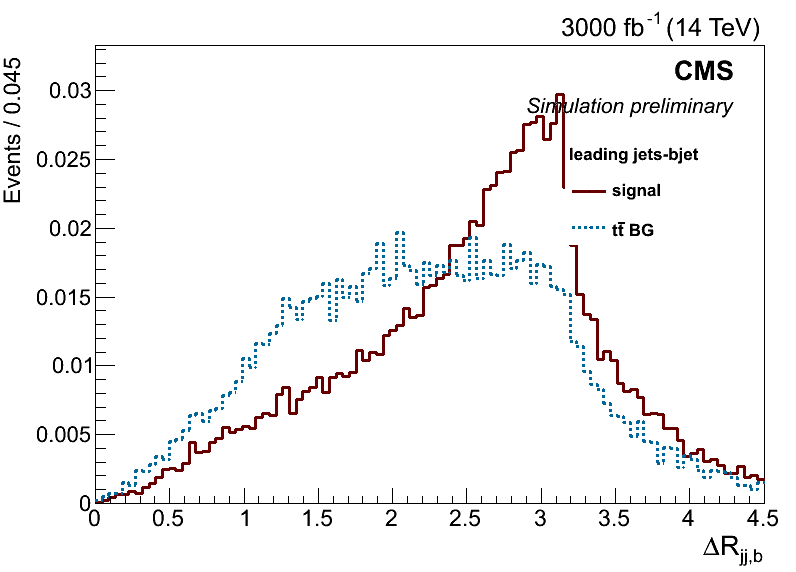 3000 fb⁻¹ (14 TeV)
Events / 0.045
CMS
Simulation preliminary
leading jets-bjet
signal
tt̄ BG
0.03
0.025
0.02
0.015
0.01
0.005
0
0 0.5 1 1.5 2 2.5 3 3.5 4 4.5
ΔR_jj,b